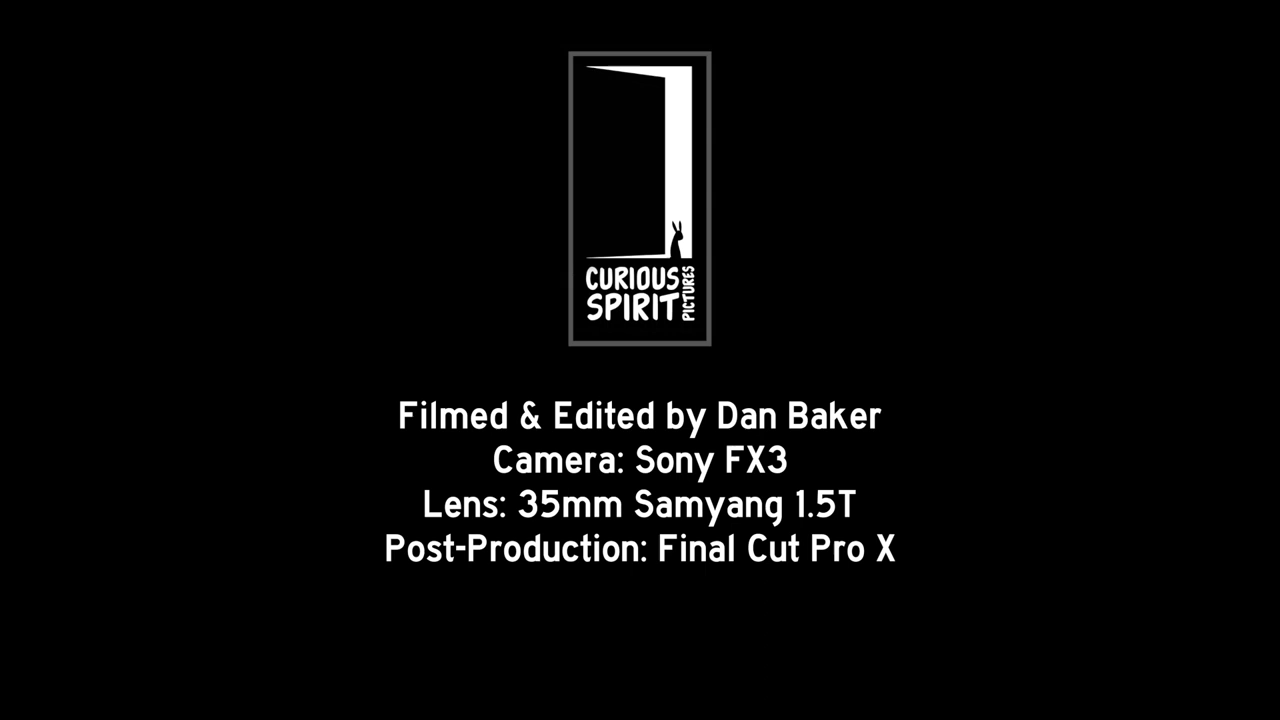 CURIOUS
SPIRIT
PICTURES
Filmed & Edited by Dan Baker
Camera: Sony FX3
Lens: 35mm Samyang 1.5T
Post-Production: Final Cut Pro X